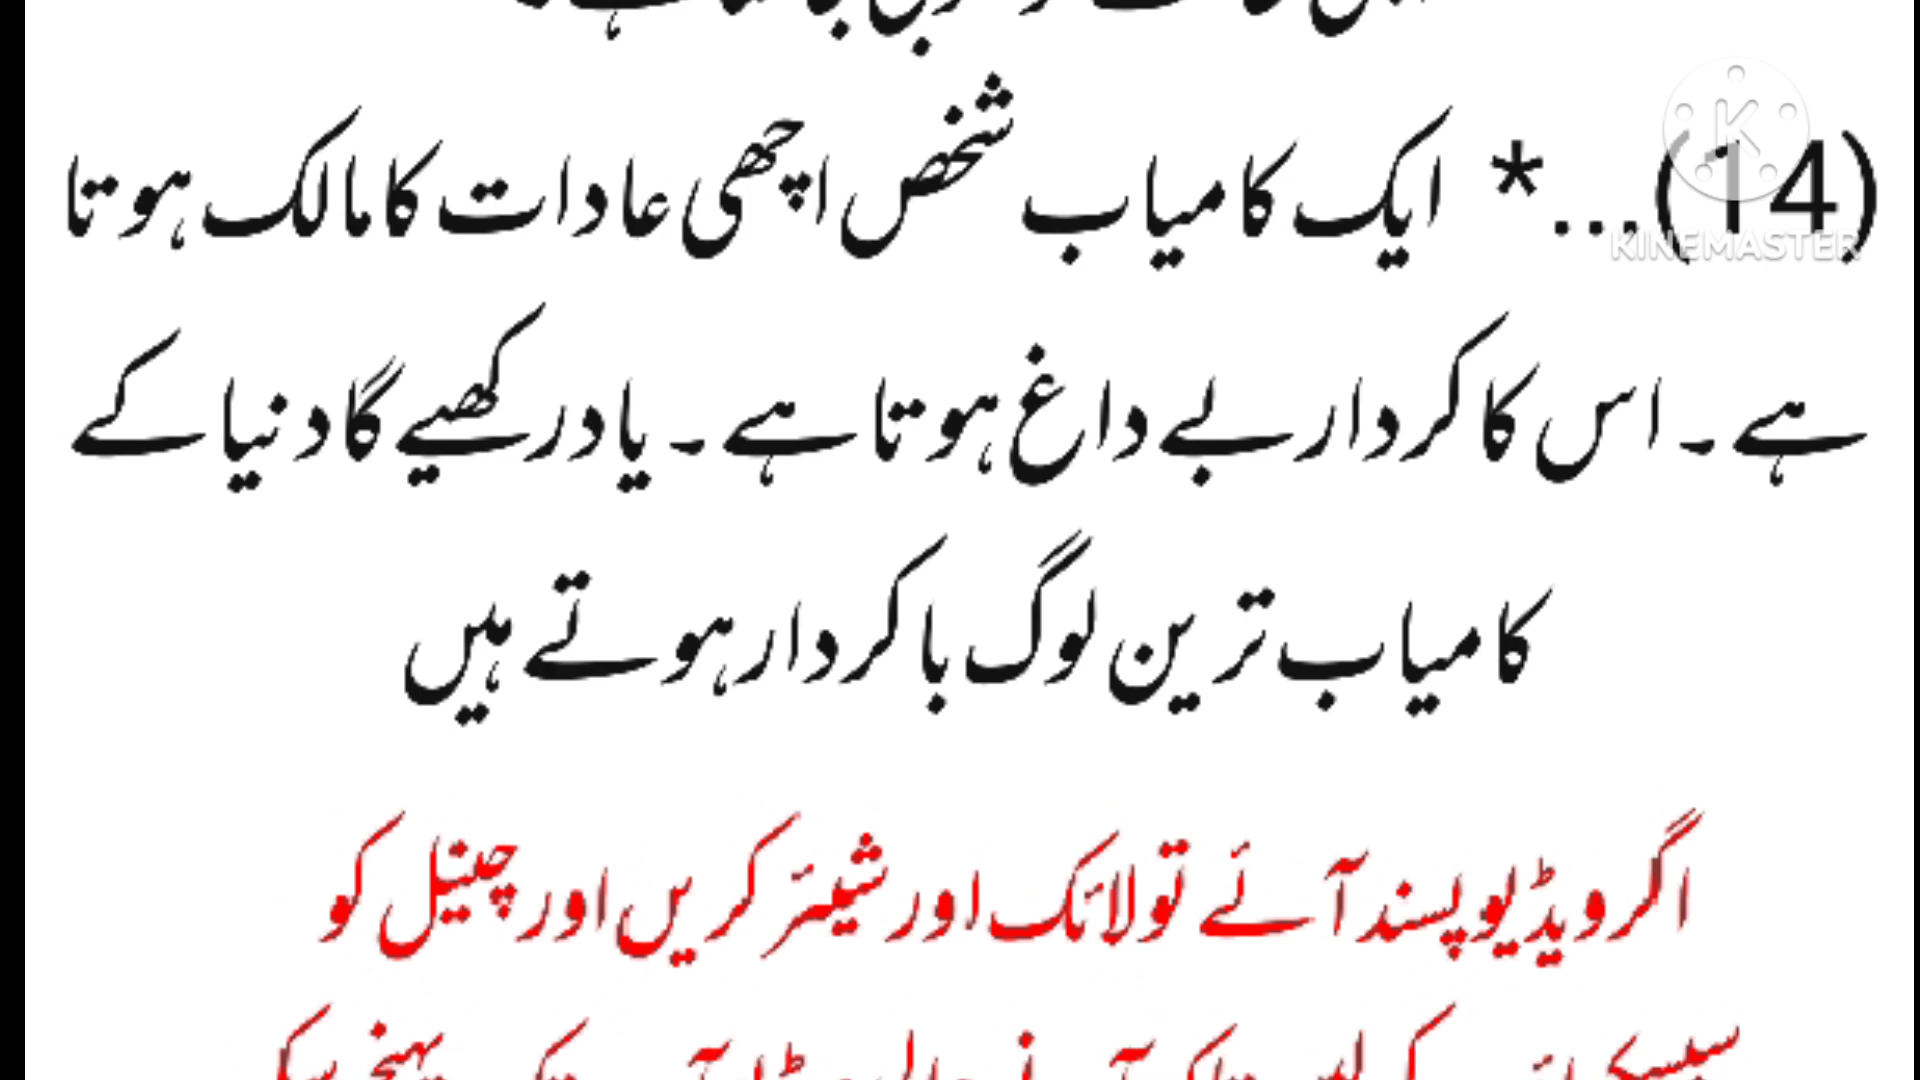 (14)...* ایک کامیاب شخص اچھی عادات کا مالک ہوتا
KINEMASTER
ہے ۔ اس کا کردار بے داغ ہوتا ہے ۔ یاد رکھیے گا دنیا کے
کامیاب ترین لوگ با کردار ہوتے ہیں
اگر ویڈیو پسند آئے تو لائک اور شیئر کریں اور چینل کو